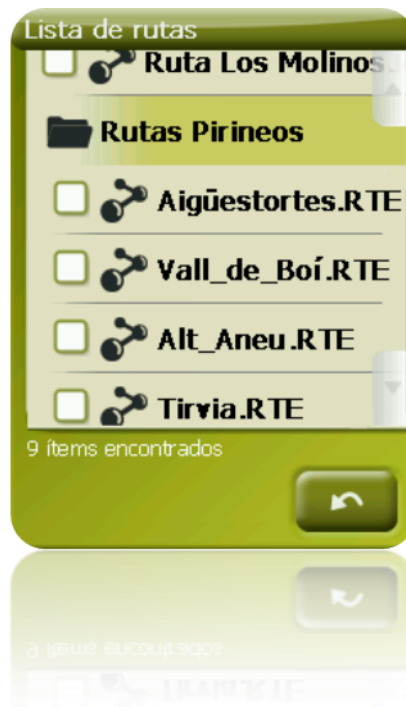 Lista de rutas
Ruta Los Molinos.
Rutas Pirineos
Aigüestortes.RTE
Vall_de_Boí.RTE
Alt_Aneu.RTE
Tirvia.RTE
9 ítems encontrados